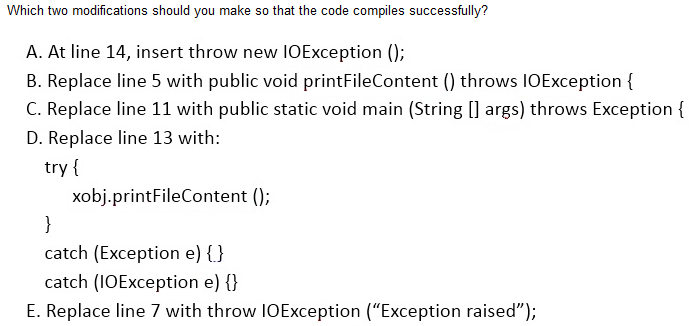 Which two modifications should you make so that the code compiles successfully?
A. At line 14, insert throw new IOException ();
B. Replace line 5 with public void printFileContent () throws IOException {
C. Replace line 11 with public static void main (String [] args) throws Exception {
D. Replace line 13 with:
try {
xobj.printFileContent ();
}
catch (Exception e) {}
catch (IOException e) {}
E. Replace line 7 with throw IOException (“Exception raised”);